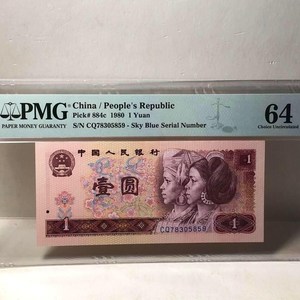 PMG
PAPER MONEY GUARANTY
China / People's Republic
Pick# 884c 1980 1 Yuan
S/N CQ78305859 - Sky Blue Serial Number
64
Choice Uncirculated
中国人民银行
1
壹圆
1
CQ78305859
1